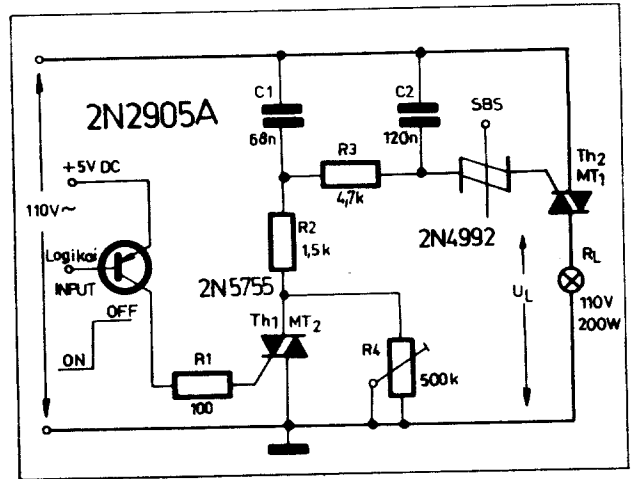 C1
68n
C2
120n
SBS
2N2905A
+5V DC
R3
4,7k
Th2
MT1
110V~
2N4992
R2
1,5k
Logikai
INPUT
2N5755
UL
RL
110V
200W
OFF
ON
Th1 MT2
R4
500k
R1
100